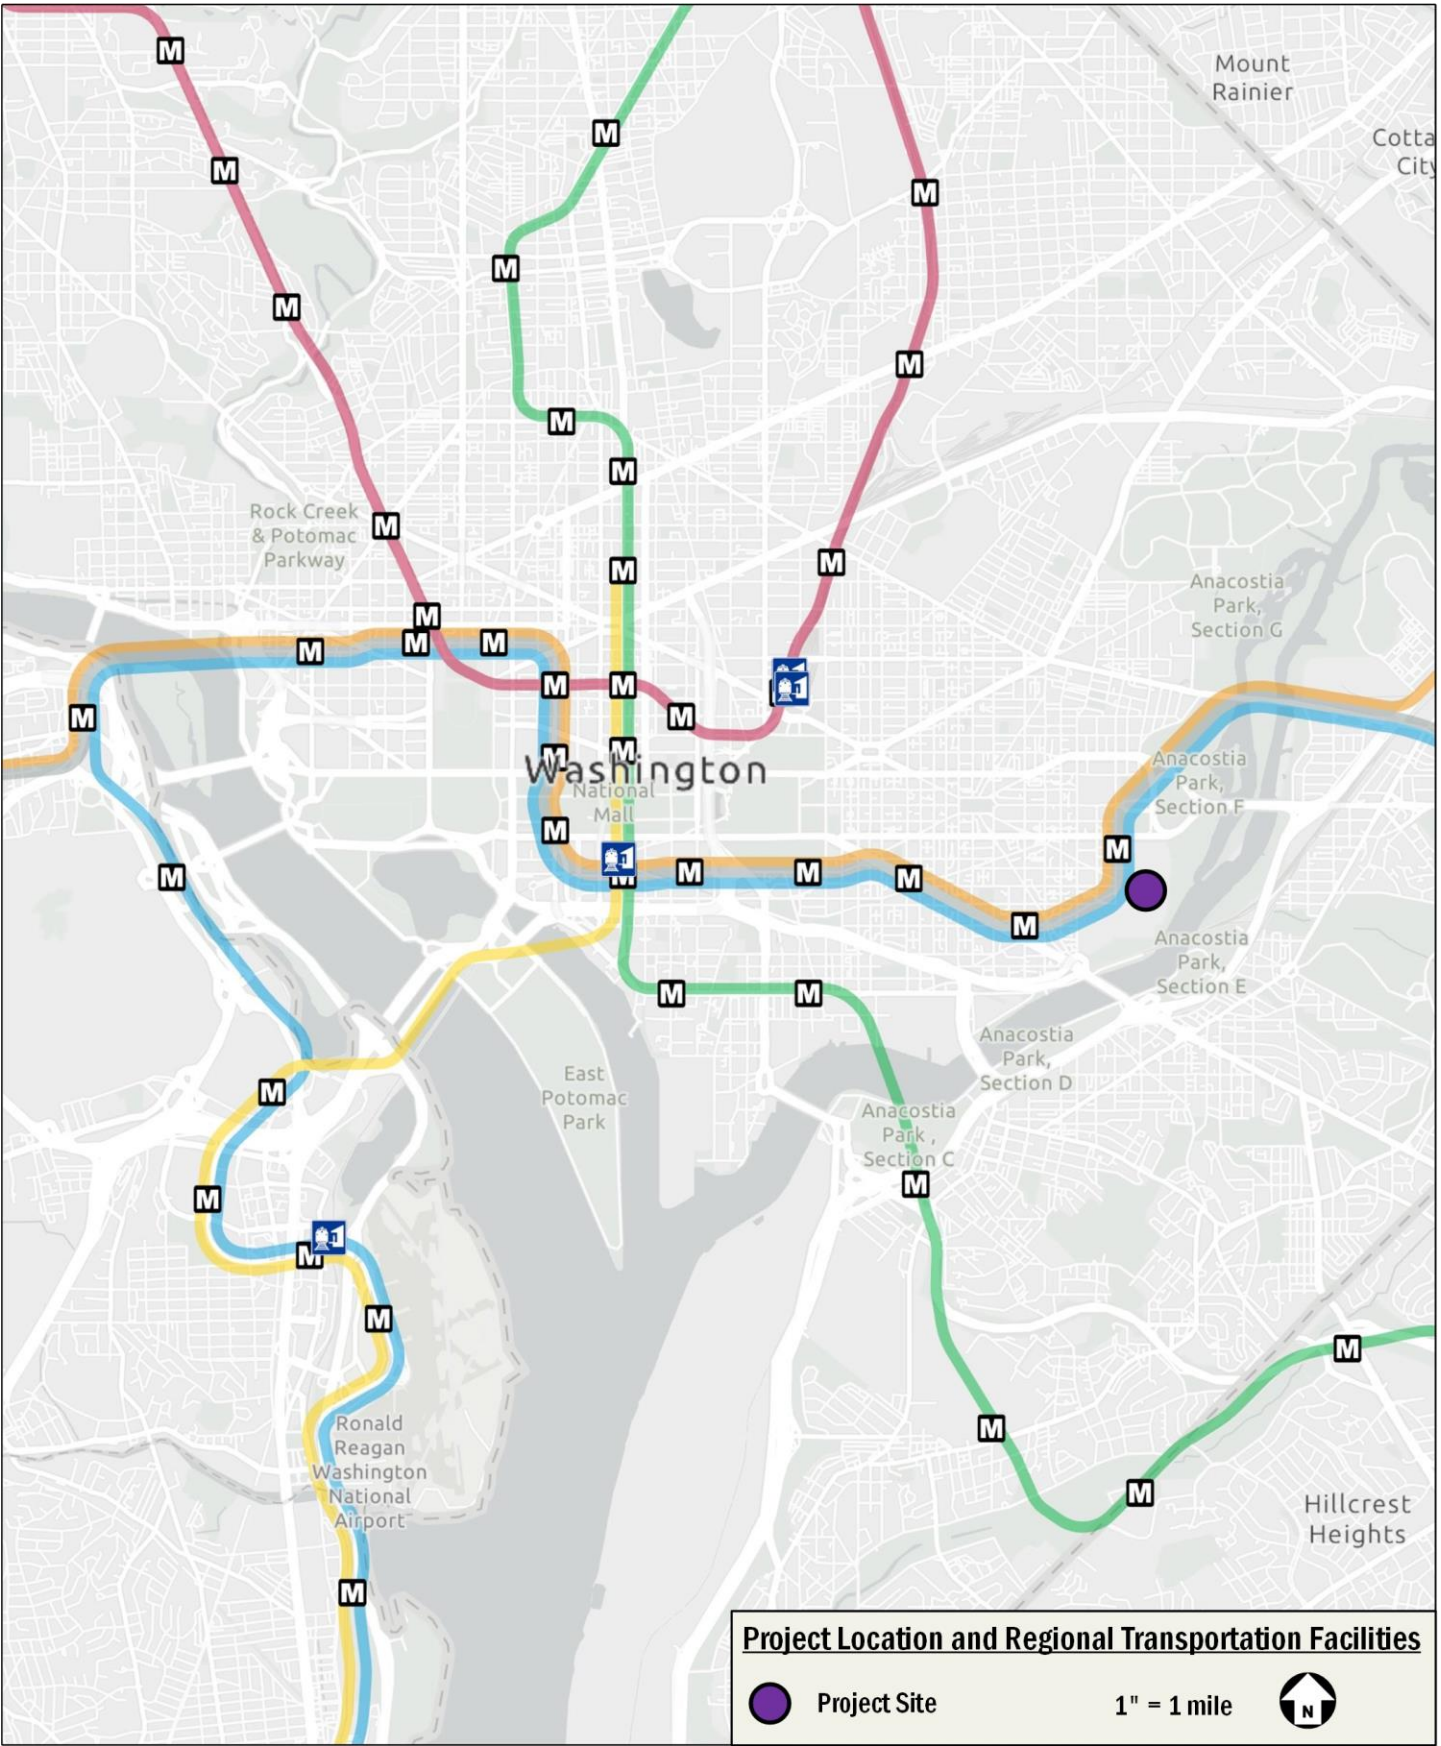 M
Mount
Rainier
M
Cotta
City
M
M
M
M
M
M
M
M
Rock Creek
& Potomac
Parkway
M
M
M
Anacostia
Park,
Section G
M
M
M
M
M
M
M
M
M
M
M
Washington
National
Mall
Anacostia
Park,
Section F
M
M
M
M
M
M
M
M
M
Anacostia
Park,
Section E
M
M
Anacostia
Park,
Section D
East
Potomac
Park
M
Anacostia
Park ,
Section C
M
M
M
M
M
M
Ronald
Reagan
Washington
National
Airport
M
M
Hillcrest
Heights
M
Project Location and Regional Transportation Facilities
Project Site
1" = 1 mile
N